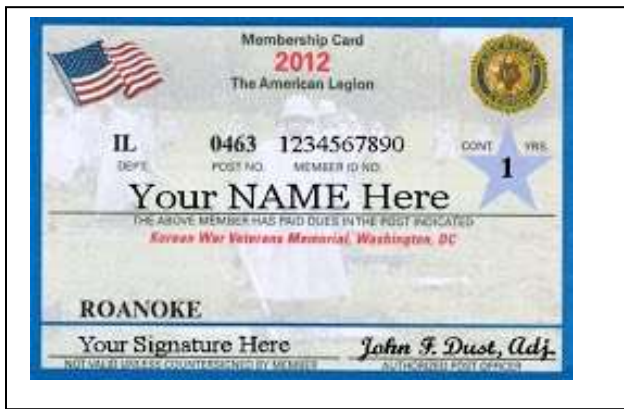 Membership Card
2012
The American Legion
IL 0463 1234567890 CONT. 1 YRS.
DEPT. POST NO. MEMBER ID NO.
Your NAME Here
THE ABOVE MEMBER HAS PAID DUES IN THE POST INDICATED
Korean War Veterans Memorial, Washington, DC
ROANOKE
Your Signature Here John F. Dust, Adj.
NOT VALID UNLESS COUNTERSIGNED BY MEMBER AUTHORIZED POST OFFICER